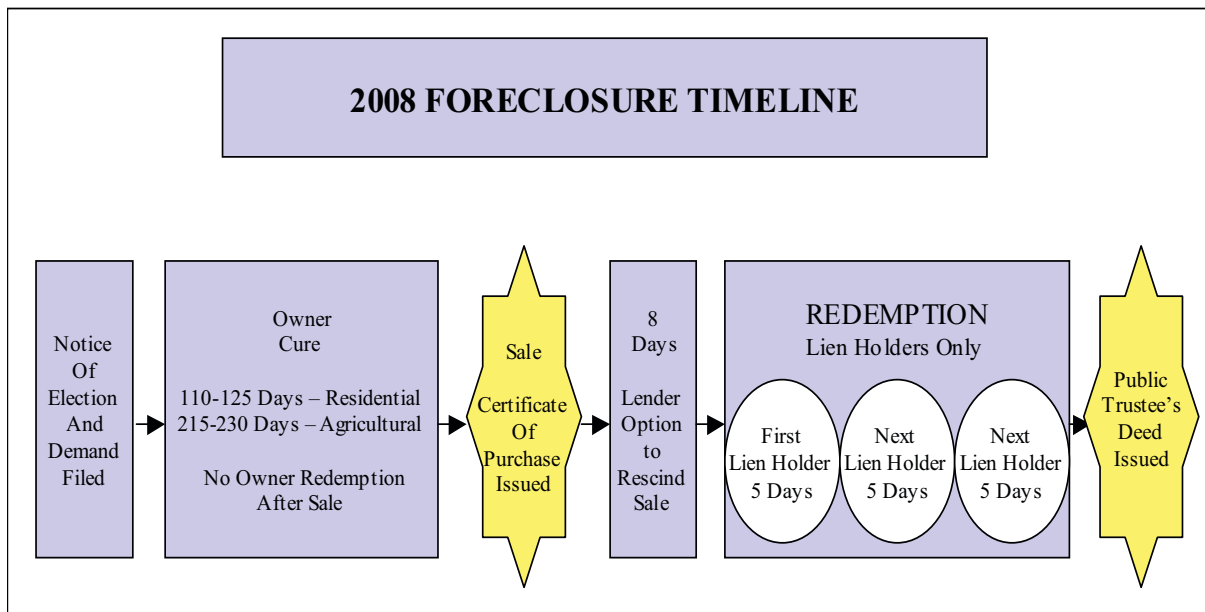 2008 FORECLOSURE TIMELINE
Notice
Of
Election
And
Demand
Filed
Owner
Cure
110-125 Days – Residential
215-230 Days – Agricultural
No Owner Redemption
After Sale
Sale
Certificate
Of
Purchase
Issued
8
Days
Lender
Option
to
Rescind
Sale
REDEMPTION
Lien Holders Only
First
Lien Holder
5 Days
Next
Lien Holder
5 Days
Next
Lien Holder
5 Days
Public
Trustee's
Deed
Issued